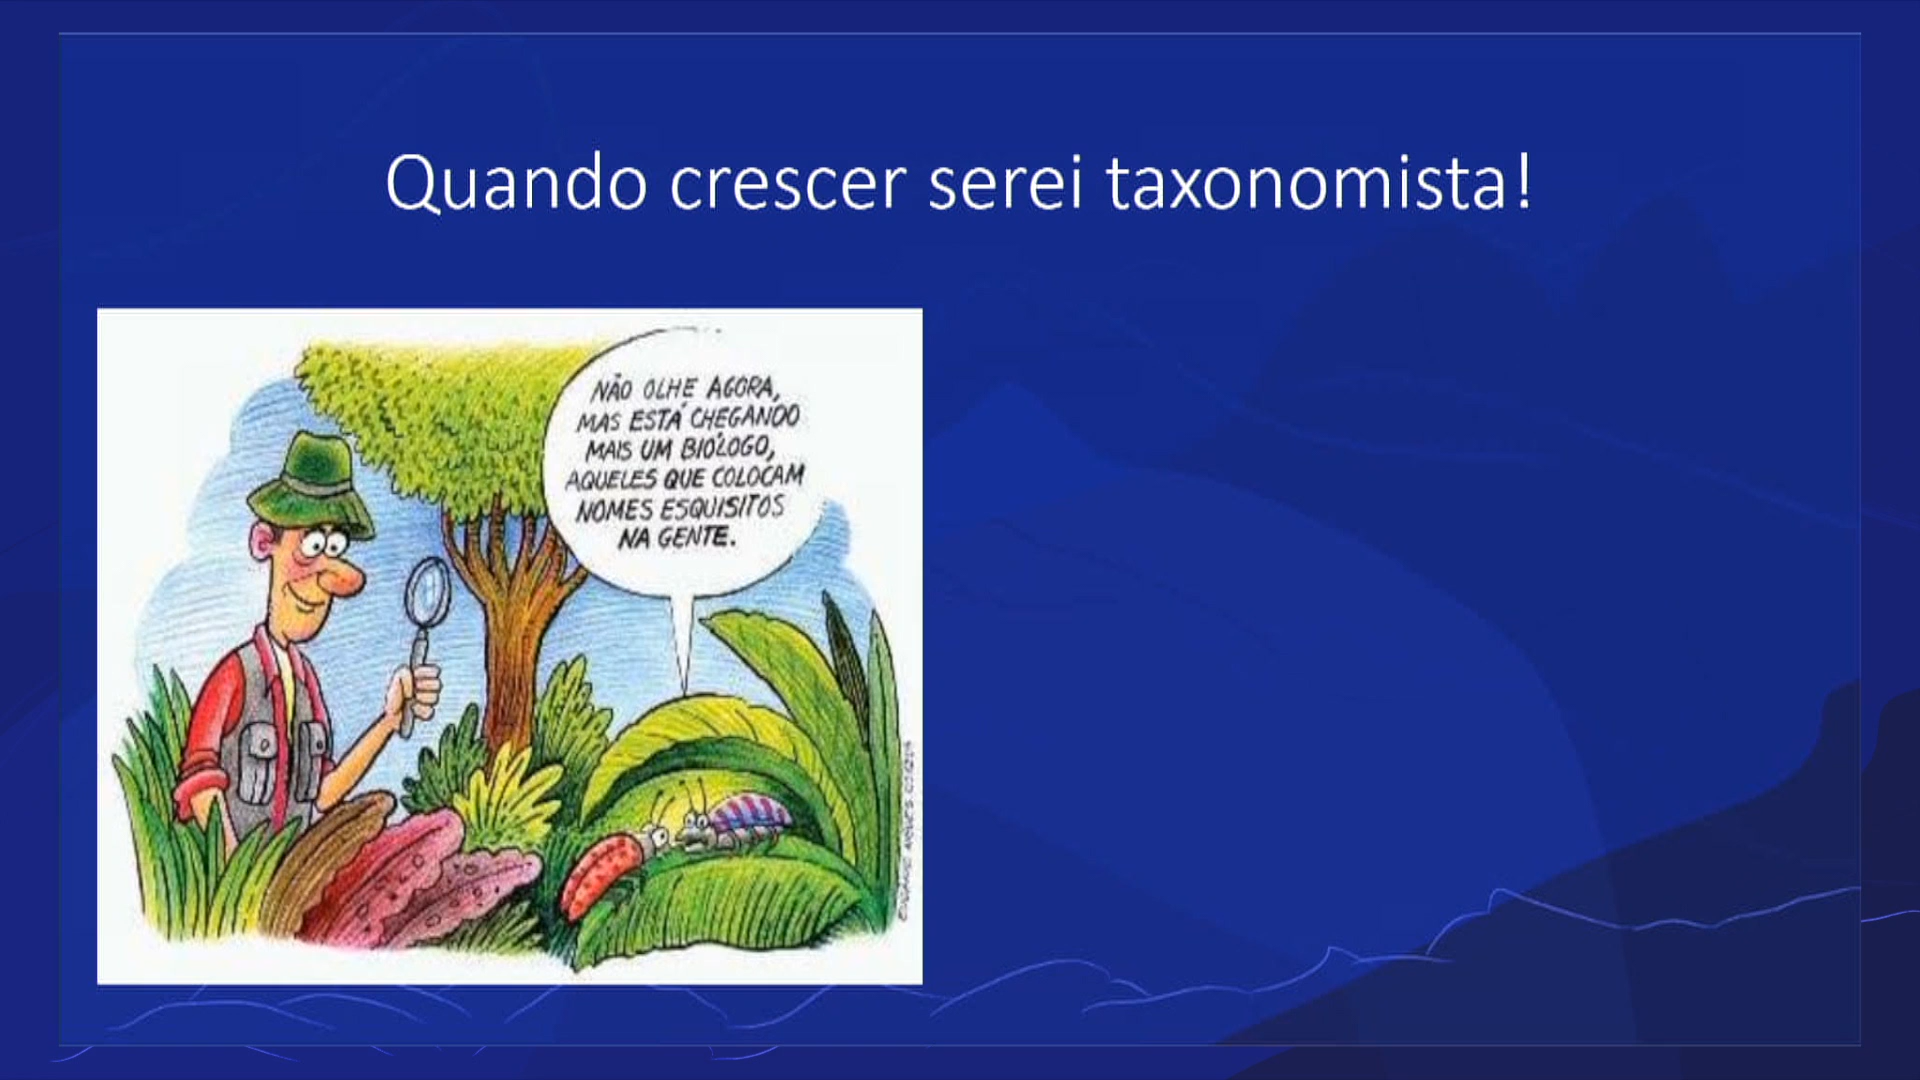 Quando crescer serei taxonomista!
NÃO OLHE AGORA,
MAS ESTÁ CHEGANDO
MAIS UM BIÓLOGO,
AQUELES QUE COLOCAM
NOMES ESQUISITOS
NA GENTE.